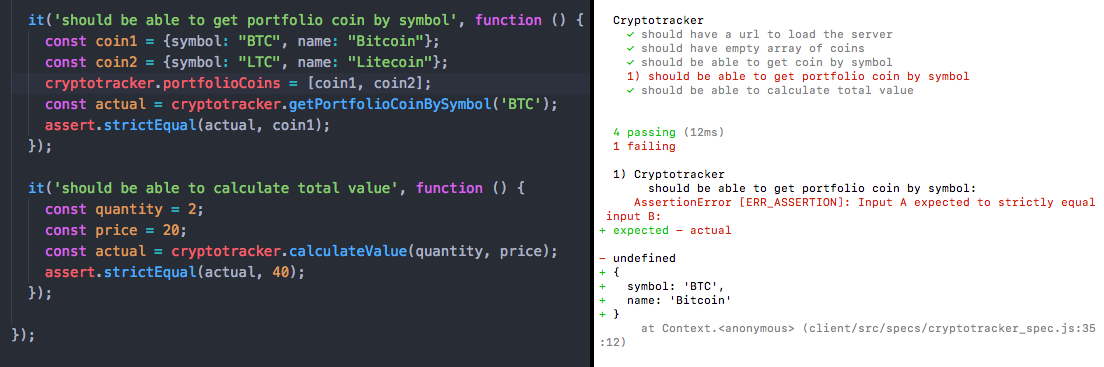 it('should be able to get portfolio coin by symbol', function () {
const coin1 = {symbol: "BTC", name: "Bitcoin"};
const coin2 = {symbol: "LTC", name: "Litecoin"};
cryptotracker.portfolioCoins = [coin1, coin2];
const actual = cryptotracker.getPortfolioCoinBySymbol('BTC');
assert.strictEqual(actual, coin1);
});
it('should be able to calculate total value', function () {
const quantity = 2;
const price = 20;
const actual = cryptotracker.calculateValue(quantity, price);
assert.strictEqual(actual, 40);
});
});
Cryptotracker
✓ should have a url to load the server
✓ should have empty array of coins
✓ should be able to get coin by symbol
1) should be able to get portfolio coin by symbol
✓ should be able to calculate total value
4 passing (12ms)
1 failing
1) Cryptotracker
should be able to get portfolio coin by symbol:
AssertionError [ERR_ASSERTION]: Input A expected to strictly equal
input B:
+ expected - actual
- undefined
+ {
+   symbol: 'BTC',
+   name: 'Bitcoin'
+ }
at Context.<anonymous> (client/src/specs/cryptotracker_spec.js:35
:12)